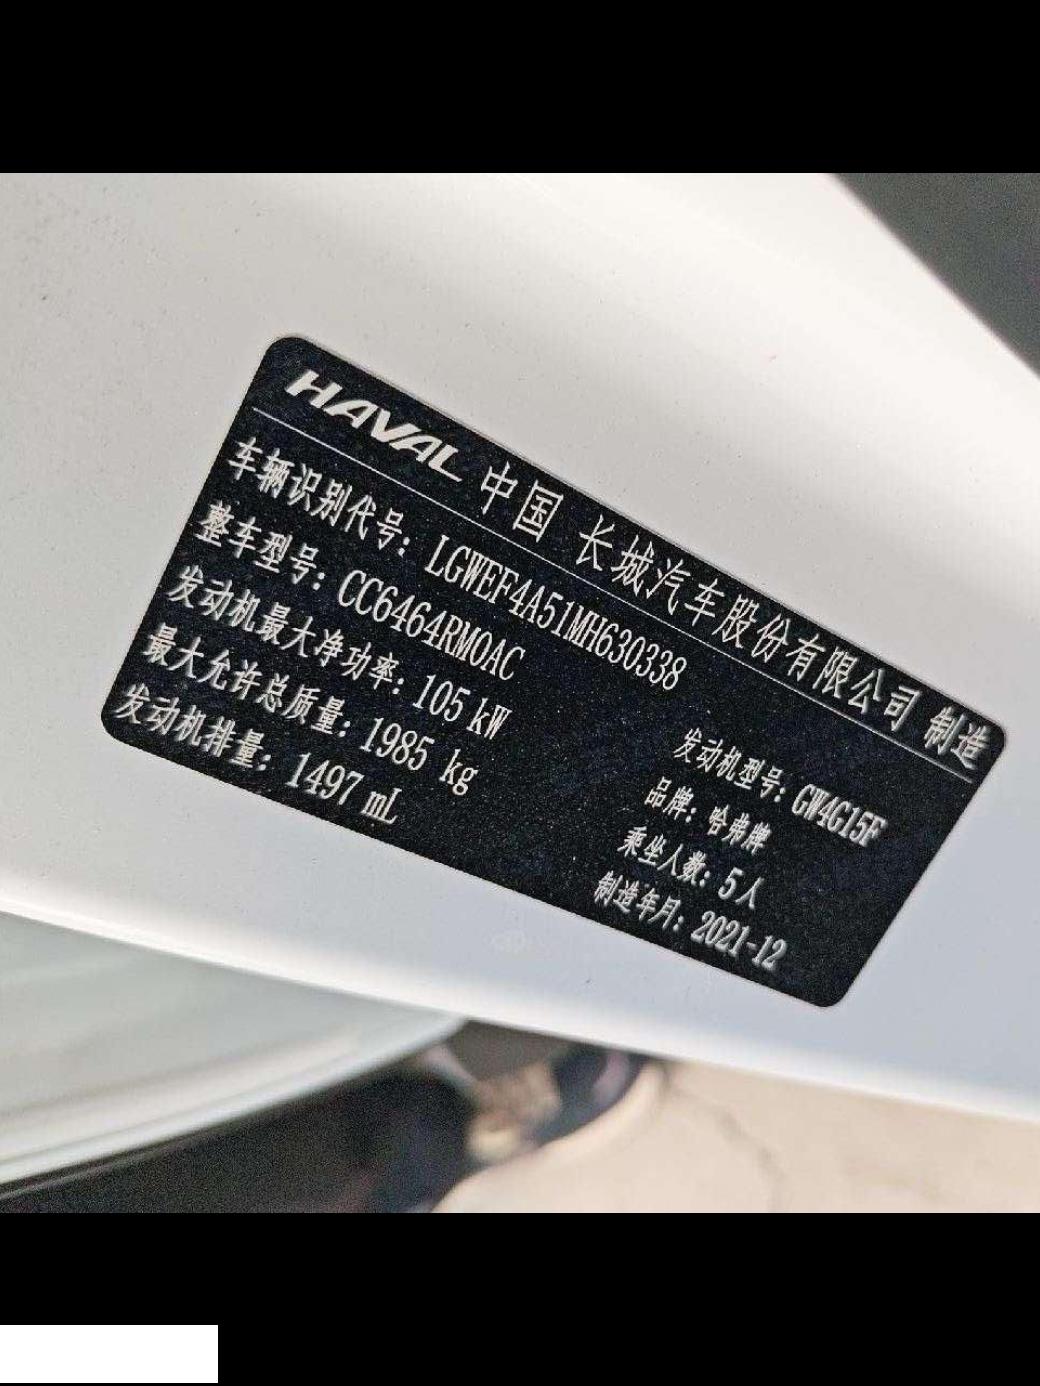 HAVAL 中国 长城汽车股份有限公司 制造
车辆识别代号：LGWEF4A51MH630338
整车型号：CC6464RM0AC
发动机最大净功率：105 kW
最大允许总质量：1985 kg
发动机排量：1497 mL
发动机型号：GW4G15F
品牌：哈弗牌
乘坐人数：5人
制造年月：2021-12